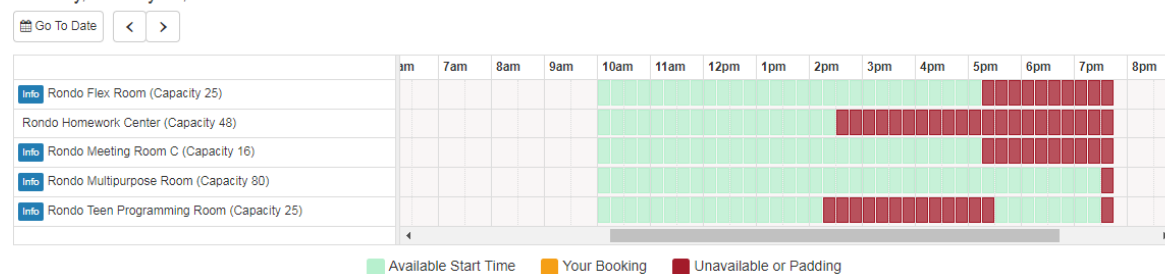 Go To Date
am 7am 8am 9am 10am 11am 12pm 1pm 2pm 3pm 4pm 5pm 6pm 7pm 8pm
Info Rondo Flex Room (Capacity 25)
Rondo Homework Center (Capacity 48)
Info Rondo Meeting Room C (Capacity 16)
Info Rondo Multipurpose Room (Capacity 80)
Info Rondo Teen Programming Room (Capacity 25)
Available Start Time Your Booking Unavailable or Padding